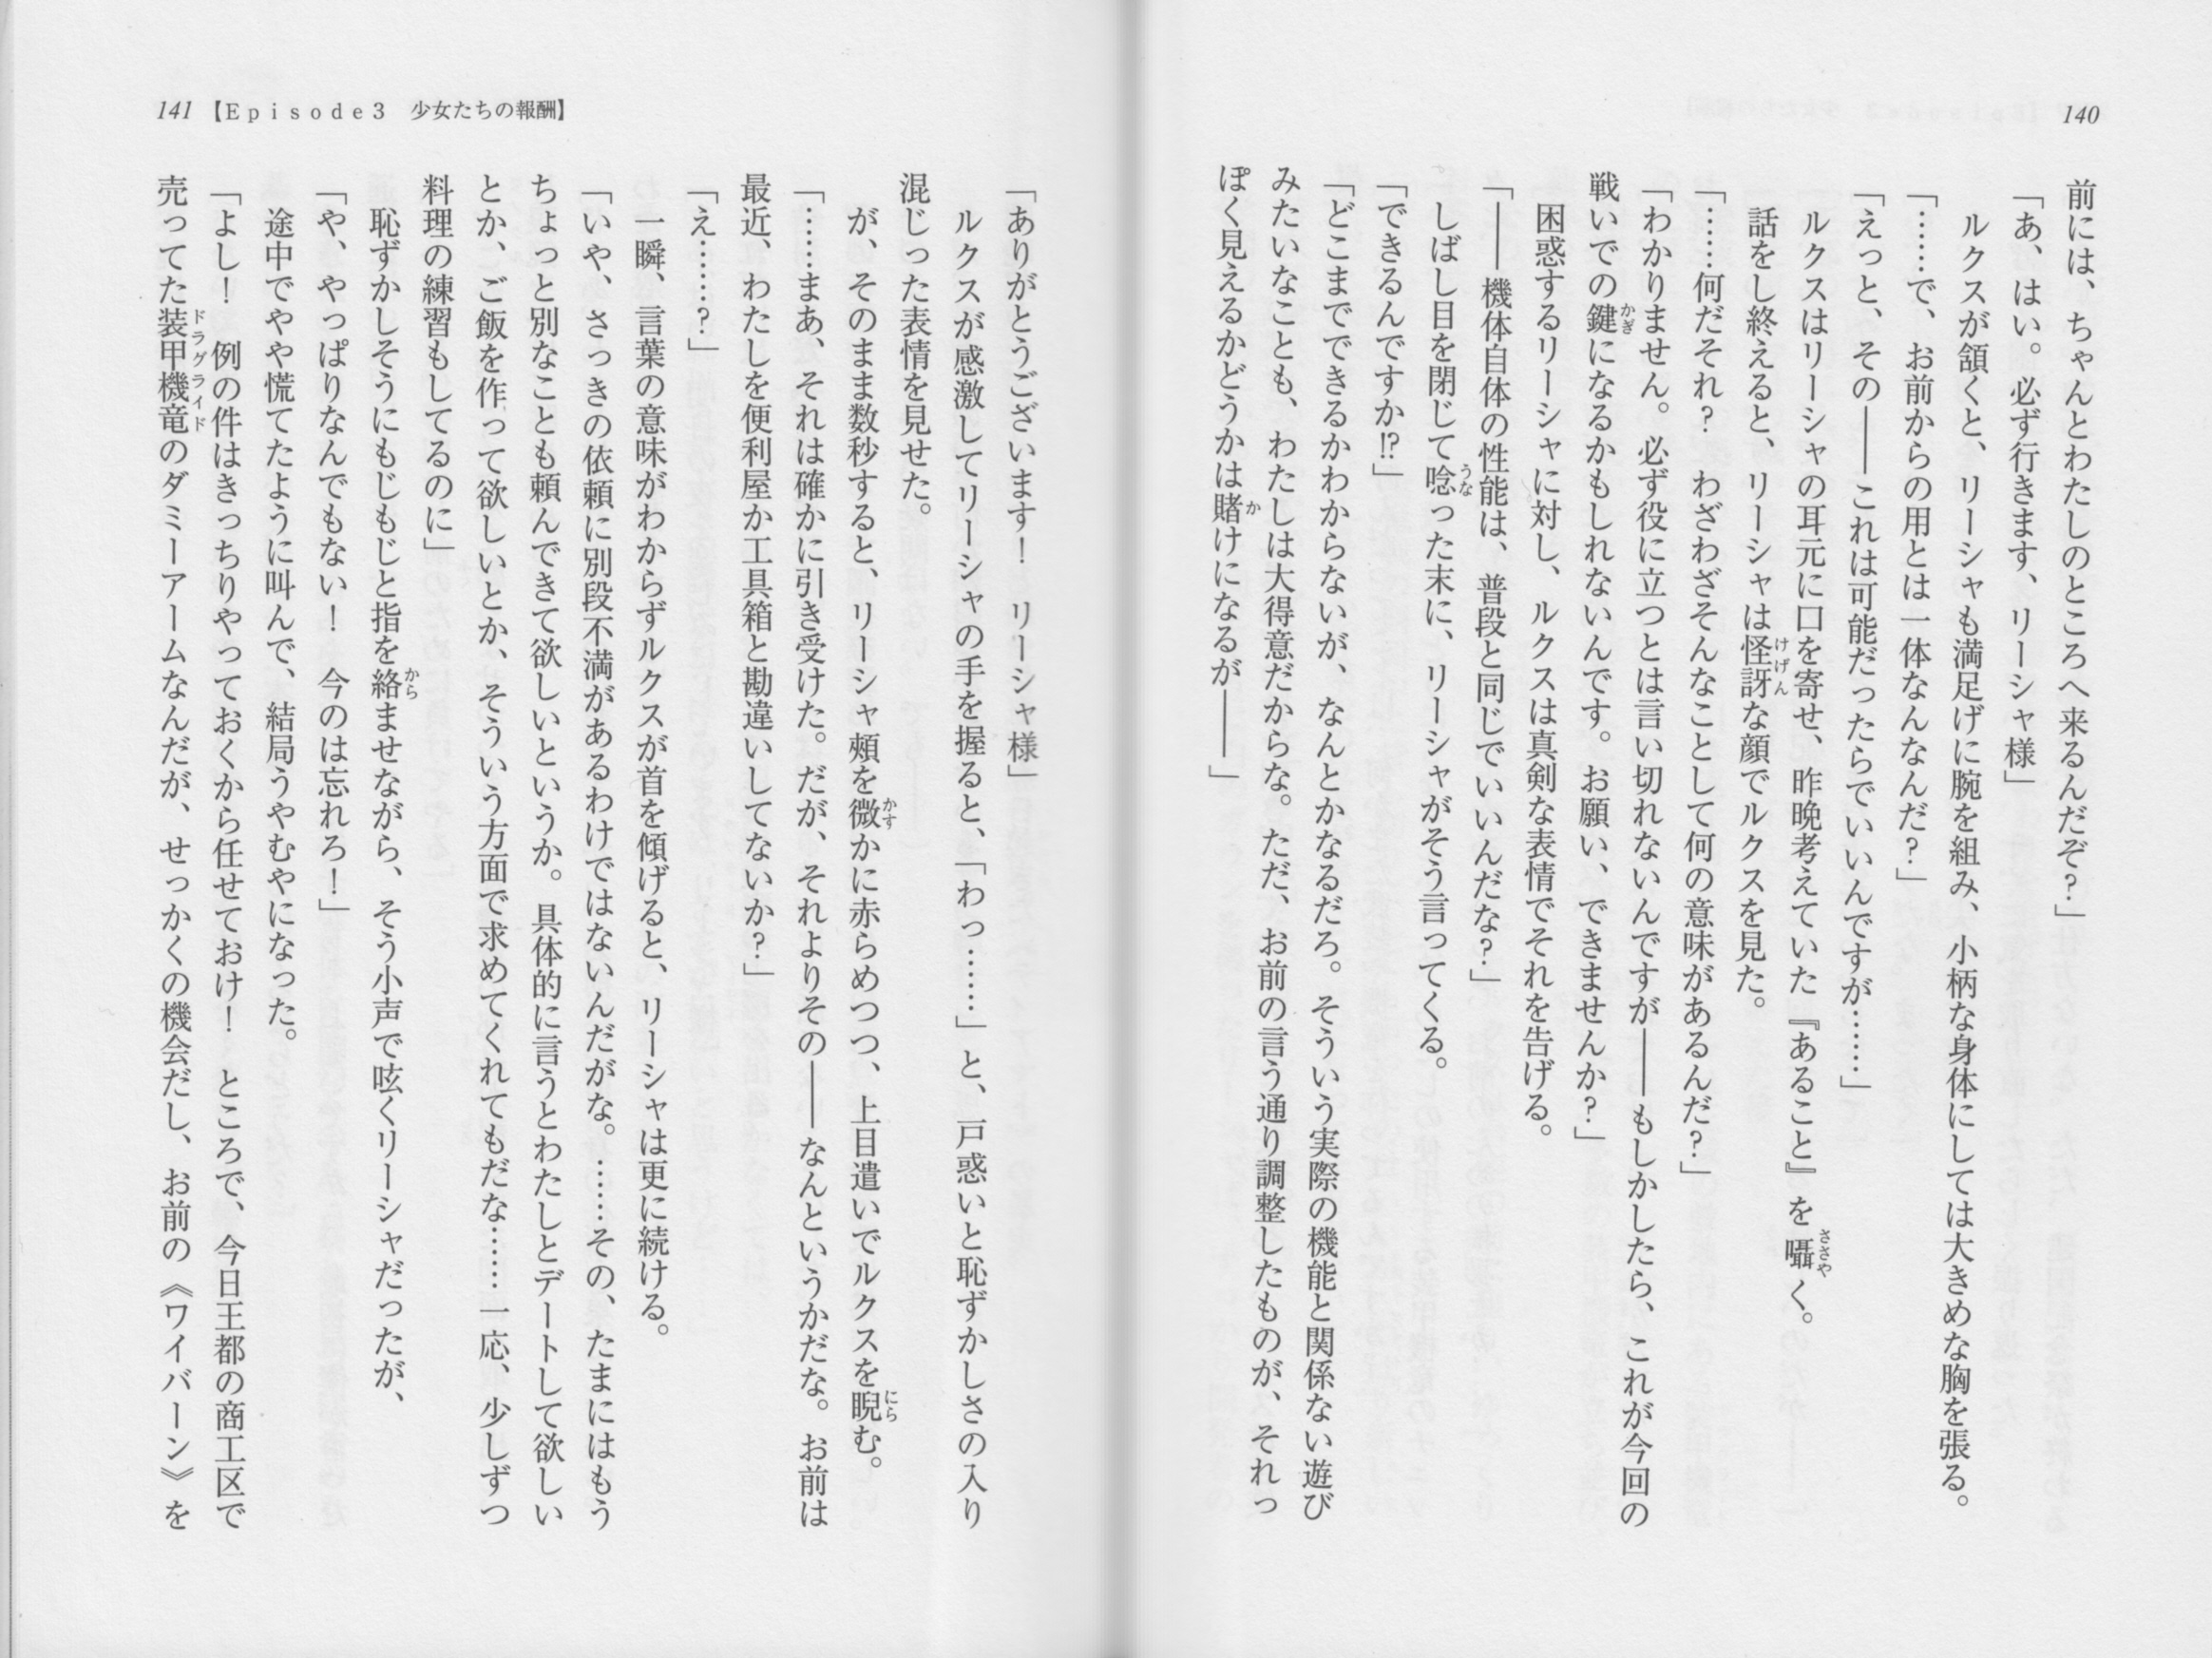 140
前には、ちゃんとわたしのところへ来るんだぞ？」
「あ、はい。必ず行きます、リーシャ様」
ルクスが頷くと、リーシャも満足げに腕を組み、小柄な身体にしては大きめな胸を張る。
「……で、お前からの用とは一体なんなんだ？」
「えっと、その――これは可能だったらでいいんですが……」
ルクスはリーシャの耳元に口を寄せ、昨晩考えていた『あること』を囁く。
話をし終えると、リーシャは怪訝な顔でルクスを見た。
「……何だそれ？　わざわざそんなことして何の意味があるんだ？」
「わかりません。必ず役に立つとは言い切れないんですが――もしかしたら、これが今回の
戦いでの鍵になるかもしれないんです。お願い、できませんか？」
困惑するリーシャに対し、ルクスは真剣な表情でそれを告げる。
「――機体自体の性能は、普段と同じでいいんだな？」
しばし目を閉じて唸った末に、リーシャがそう言ってくる。
「できるんですか!?」
「どこまでできるかわからないが、なんとかなるだろ。そういう実際の機能と関係ない遊び
みたいなことも、わたしは大得意だからな。ただ、お前の言う通り調整したものが、それっ
ぽく見えるかどうかは賭けになるが――」
141【Episode3　少女たちの報酬】
「ありがとうございます！　リーシャ様」
ルクスが感激してリーシャの手を握ると、「わっ……」と、戸惑いと恥ずかしさの入り
混じった表情を見せた。
が、そのまま数秒すると、リーシャ頬を微かに赤らめつつ、上目遣いでルクスを睨む。
「……まあ、それは確かに引き受けた。だが、それよりその――なんというかだな。お前は
最近、わたしを便利屋か工具箱と勘違いしてないか？」
「え……？」
一瞬、言葉の意味がわからずルクスが首を傾げると、リーシャは更に続ける。
「いや、さっきの依頼に別段不満があるわけではないんだがな。……その、たまにはもう
ちょっと別なことも頼んできて欲しいというか。具体的に言うとわたしとデートして欲しい
とか、ご飯を作って欲しいとか、そういう方面で求めてくれてもだな……一応、少しずつ
料理の練習もしてるのに」
恥ずかしそうにもじもじと指を絡ませながら、そう小声で呟くリーシャだったが、
「や、やっぱりなんでもない！　今のは忘れろ！」
途中でやや慌てたように叫んで、結局うやむやになった。
「よし！　例の件はきっちりやっておくから任せておけ！　ところで、今日王都の商工区で
売ってた装甲機竜のダミーアームなんだが、せっかくの機会だし、お前の《ワイバーン》を